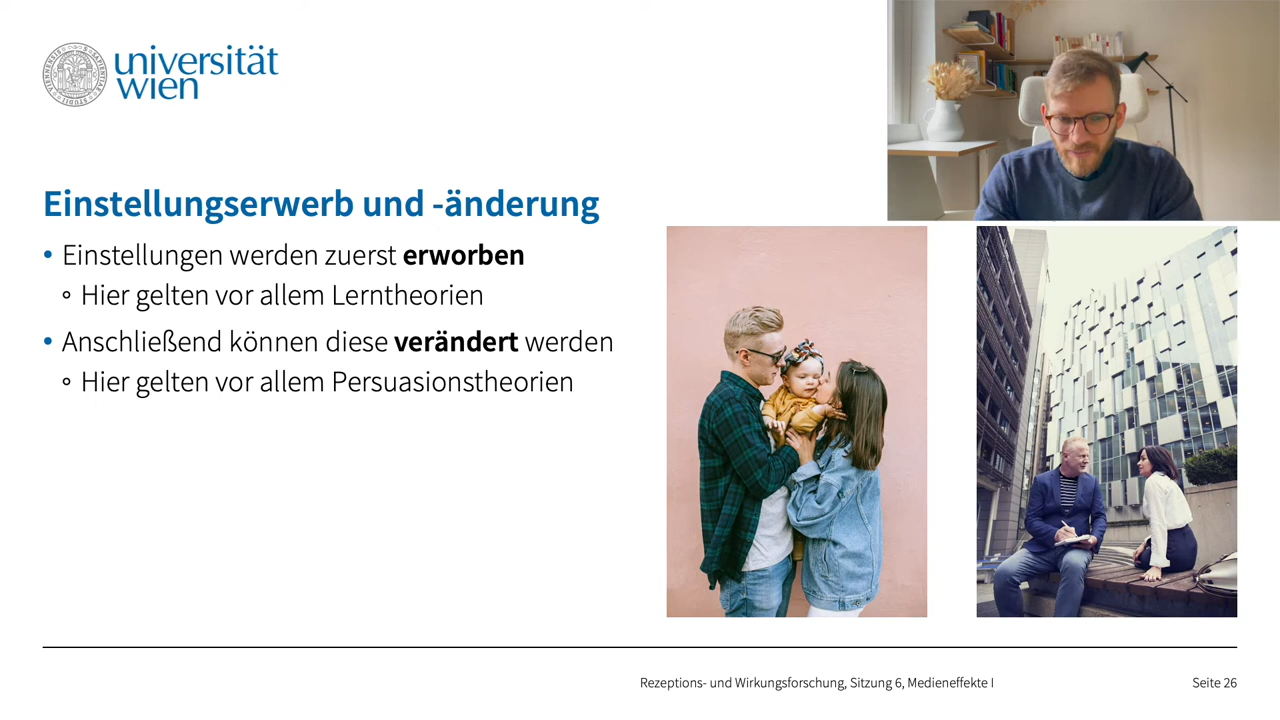 universität
wien
Einstellungserwerb und -änderung
• Einstellungen werden zuerst erworben
◦ Hier gelten vor allem Lerntheorien
• Anschließend können diese verändert werden
◦ Hier gelten vor allem Persuasionstheorien
Rezeptions- und Wirkungsforschung, Sitzung 6, Medieneffekte I
Seite 26